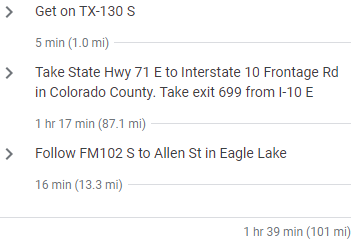 Get on TX-130 S
5 min (1.0 mi)
Take State Hwy 71 E to Interstate 10 Frontage Rd
in Colorado County. Take exit 699 from I-10 E
1 hr 17 min (87.1 mi)
Follow FM102 S to Allen St in Eagle Lake
16 min (13.3 mi)
1 hr 39 min (101 mi)